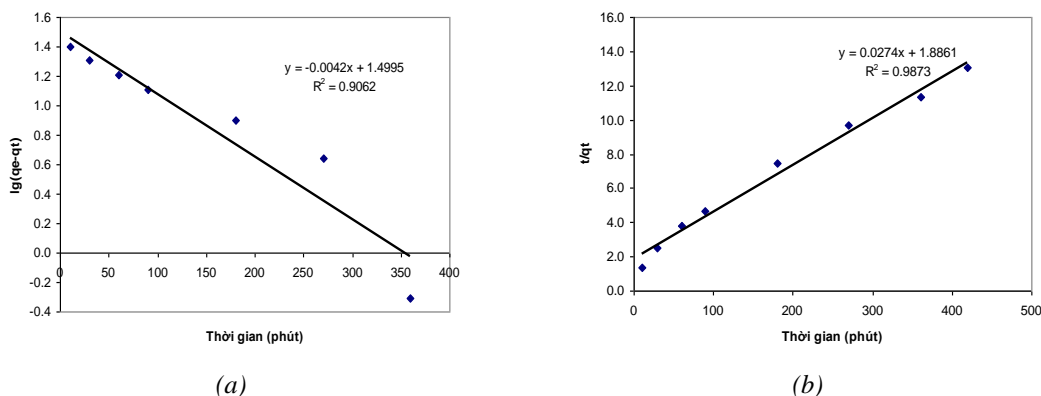 1.6
1.4
1.2
1.0
0.8
0.6
0.4
0.2
0.0
-0.2
-0.4
0 50 100 150 200 250 300 350 400
lg(qe-qt)
y = -0.0042x + 1.4995
R² = 0.9062
Thời gian (phút)
(a)
16.0
14.0
12.0
10.0
8.0
6.0
4.0
2.0
0.0
0 100 200 300 400 500
t/qt
y = 0.0274x + 1.8861
R² = 0.9873
Thời gian (phút)
(b)